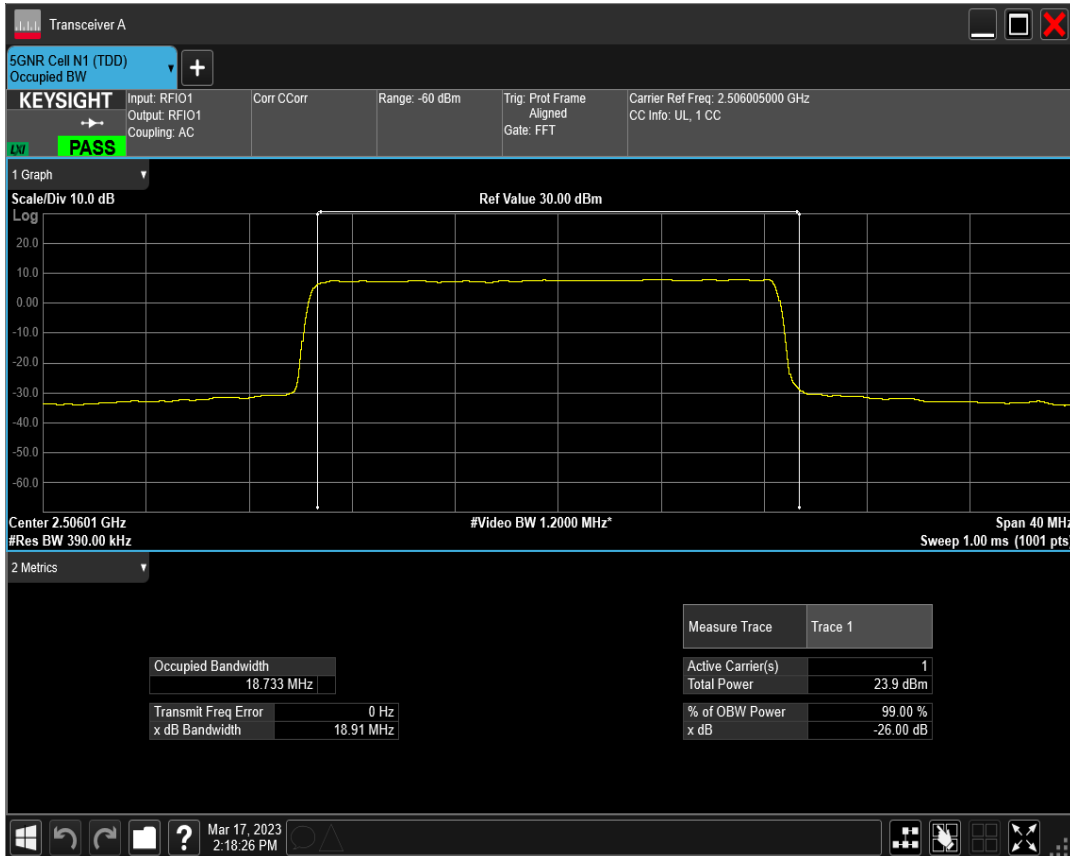 Transceiver A
5GNR Cell N1 (TDD)
Occupied BW
+
KEYSIGHT
LXI
PASS
Input: RFIO1
Output: RFIO1
Coupling: AC
Corr CCorr
Range: -60 dBm
Trig: Prot Frame
Aligned
Gate: FFT
Carrier Ref Freq: 2.506005000 GHz
CC Info: UL, 1 CC
1 Graph
Scale/Div 10.0 dB
Ref Value 30.00 dBm
Log
20.0
10.0
0.00
-10.0
-20.0
-30.0
-40.0
-50.0
-60.0
Center 2.50601 GHz
#Video BW 1.2000 MHz*
Span 40 MHz
#Res BW 390.00 kHz
Sweep 1.00 ms (1001 pts)
2 Metrics
Measure Trace Trace 1
Occupied Bandwidth
18.733 MHz
Active Carrier(s) 1
Total Power 23.9 dBm
Transmit Freq Error 0 Hz
x dB Bandwidth 18.91 MHz
% of OBW Power 99.00 %
x dB -26.00 dB
?
Mar 17, 2023
2:18:26 PM